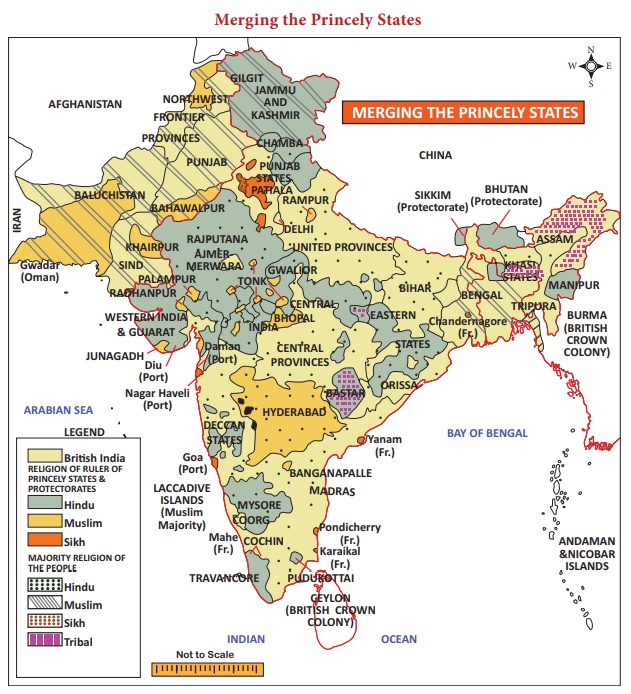 Merging the Princely States
N
W
E
S
MERGING THE PRINCELY STATES
AFGHANISTAN
GILGIT
JAMMU
AND
KASHMIR
NORTHWEST
FRONTIER
PROVINCES
CHAMBA
PUNJAB
PUNJAB
STATES
PATIALA
CHINA
BALUCHISTAN
BAHAWALPUR
RAMPUR
SIKKIM
(Protectorate)
BHUTAN
(Protectorate)
IRAN
DELHI
KHAIRPUR
RAJPUTANA
AJMER
MERWARA
UNITED PROVINCES
ASSAM
Gwadar
(Oman)
SIND
PALAMPUR
GWALIOR
KHASI
STATES
RADHANPUR
TONK
BIHAR
BENGAL
MANIPUR
WESTERN INDIA
& GUJARAT
CENTRAL
INDIA
BHOPAL
EASTERN
STATES
Chandernagore
(Fr.)
TRIPURA
BURMA
(BRITISH
CROWN
COLONY)
JUNAGADH
Daman
(Port)
CENTRAL
PROVINCES
Diu
(Port)
ORISSA
Nagar Haveli
(Port)
BASTAR
ARABIAN SEA
HYDERABAD
DECCAN
STATES
BAY OF BENGAL
Yanam
(Fr.)
Goa
(Port)
BANGANAPALLE
LACCADIVE
ISLANDS
(Muslim
Majority)
MADRAS
MYSORE
COORG
Mahe
(Fr.)
COCHIN
Pondicherry
(Fr.)
Karaikal
(Fr.)
ANDAMAN
&NICOBAR
ISLANDS
TRAVANCORE
PUDUKOTTAI
CEYLON
(BRITISH CROWN
COLONY)
INDIAN
OCEAN
LEGEND
British India
RELIGION OF RULER OF
PRINCELY STATES &
PROTECTORATES
Hindu
Muslim
Sikh
MAJORITY RELIGION OF
THE PEOPLE
Hindu
Muslim
Sikh
Tribal
Not to Scale